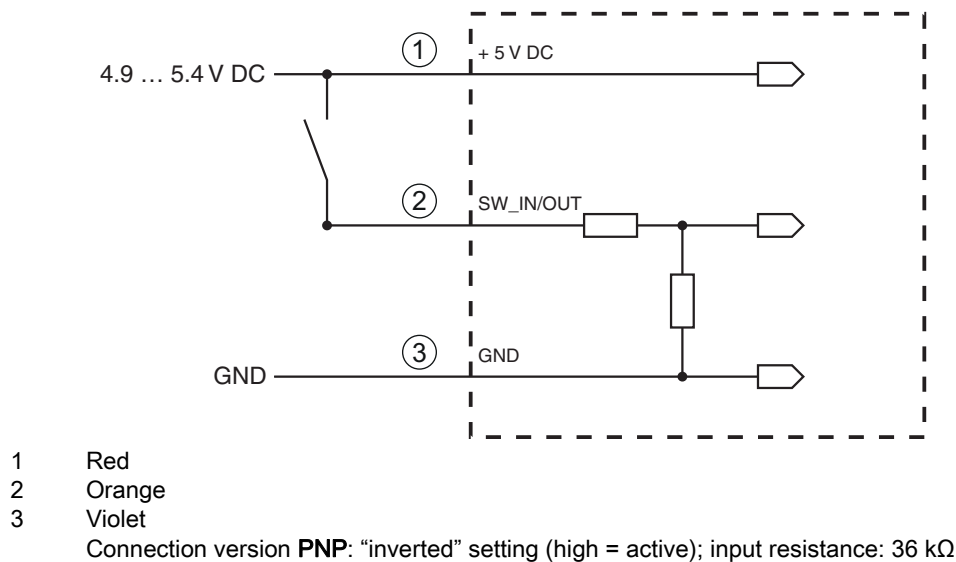 1
+ 5 V DC
4.9 … 5.4 V DC
2
SW_IN/OUT
3
GND
GND
1 Red
2 Orange
3 Violet
Connection version PNP: “inverted” setting (high = active); input resistance: 36 kΩ